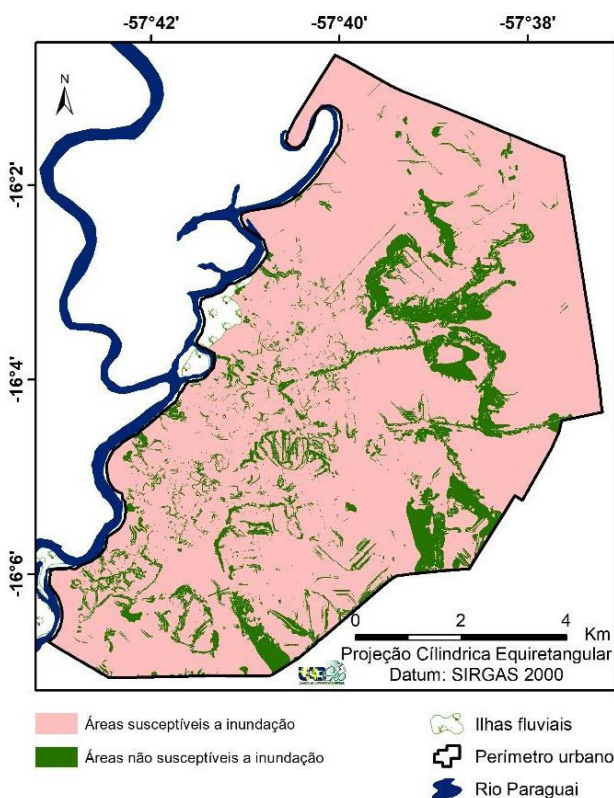 -57°42' -57°40' -57°38'
N
-16°2'
-16°4'
-16°6'
0 2 4
Km
Projeção Cílindrica Equiretangular
Datum: SIRGAS 2000
Áreas susceptíveis a inundação
Áreas não susceptíveis a inundação
Ilhas fluviais
Perímetro urbano
Rio Paraguai